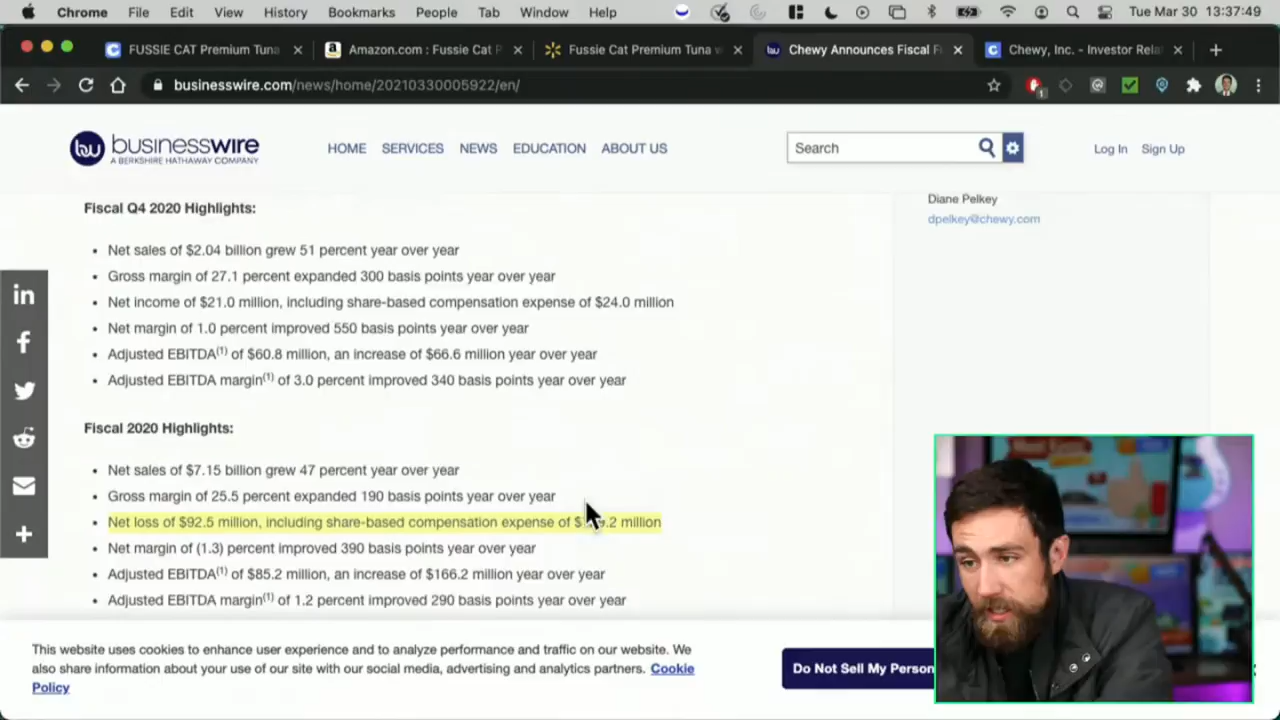 Chrome File Edit View History Bookmarks People Tab Window Help Tue Mar 30 13:37:49
FUSSIE CAT Premium Tuna Amazon.com : Fussie Cat P Fussie Cat Premium Tuna Chewy Announces Fiscal Chewy, Inc. - Investor Rela
businesswire.com/news/home/20210330005922/en/
businesswire
A BERKSHIRE HATHAWAY COMPANY
HOME SERVICES NEWS EDUCATION ABOUT US
Search
Log In Sign Up
Fiscal Q4 2020 Highlights:
• Net sales of $2.04 billion grew 51 percent year over year
• Gross margin of 27.1 percent expanded 300 basis points year over year
• Net income of $21.0 million, including share-based compensation expense of $24.0 million
• Net margin of 1.0 percent improved 550 basis points year over year
• Adjusted EBITDA(1) of $60.8 million, an increase of $66.6 million year over year
• Adjusted EBITDA margin(1) of 3.0 percent improved 340 basis points year over year
Fiscal 2020 Highlights:
• Net sales of $7.15 billion grew 47 percent year over year
• Gross margin of 25.5 percent expanded 190 basis points year over year
• Net loss of $92.5 million, including share-based compensation expense of million
• Net margin of (1.3) percent improved 390 basis points year over year
• Adjusted EBITDA(1) of $85.2 million, an increase of $166.2 million year over year
• Adjusted EBITDA margin(1) of 1.2 percent improved 290 basis points year over year
Diane Pelkey
dpelkey@chewy.com
This website uses cookies to enhance user experience and to analyze performance and traffic on our website. We
also share information about your use of our site with our social media, advertising and analytics partners. Cookie
Policy
Do Not Sell My Person